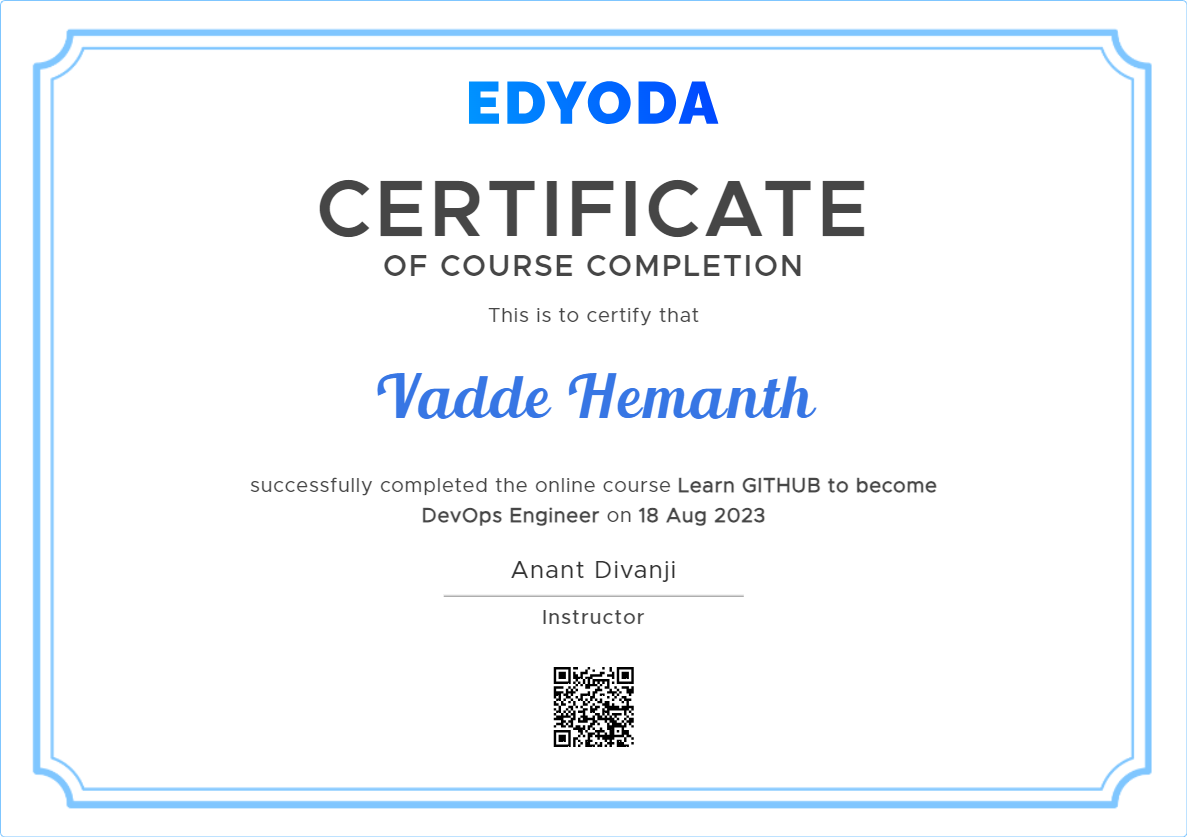 EDYODA
CERTIFICATE
OF COURSE COMPLETION
This is to certify that
Vadde Hemanth
successfully completed the online course Learn GITHUB to become
DevOps Engineer on 18 Aug 2023
Anant Divanji
Instructor